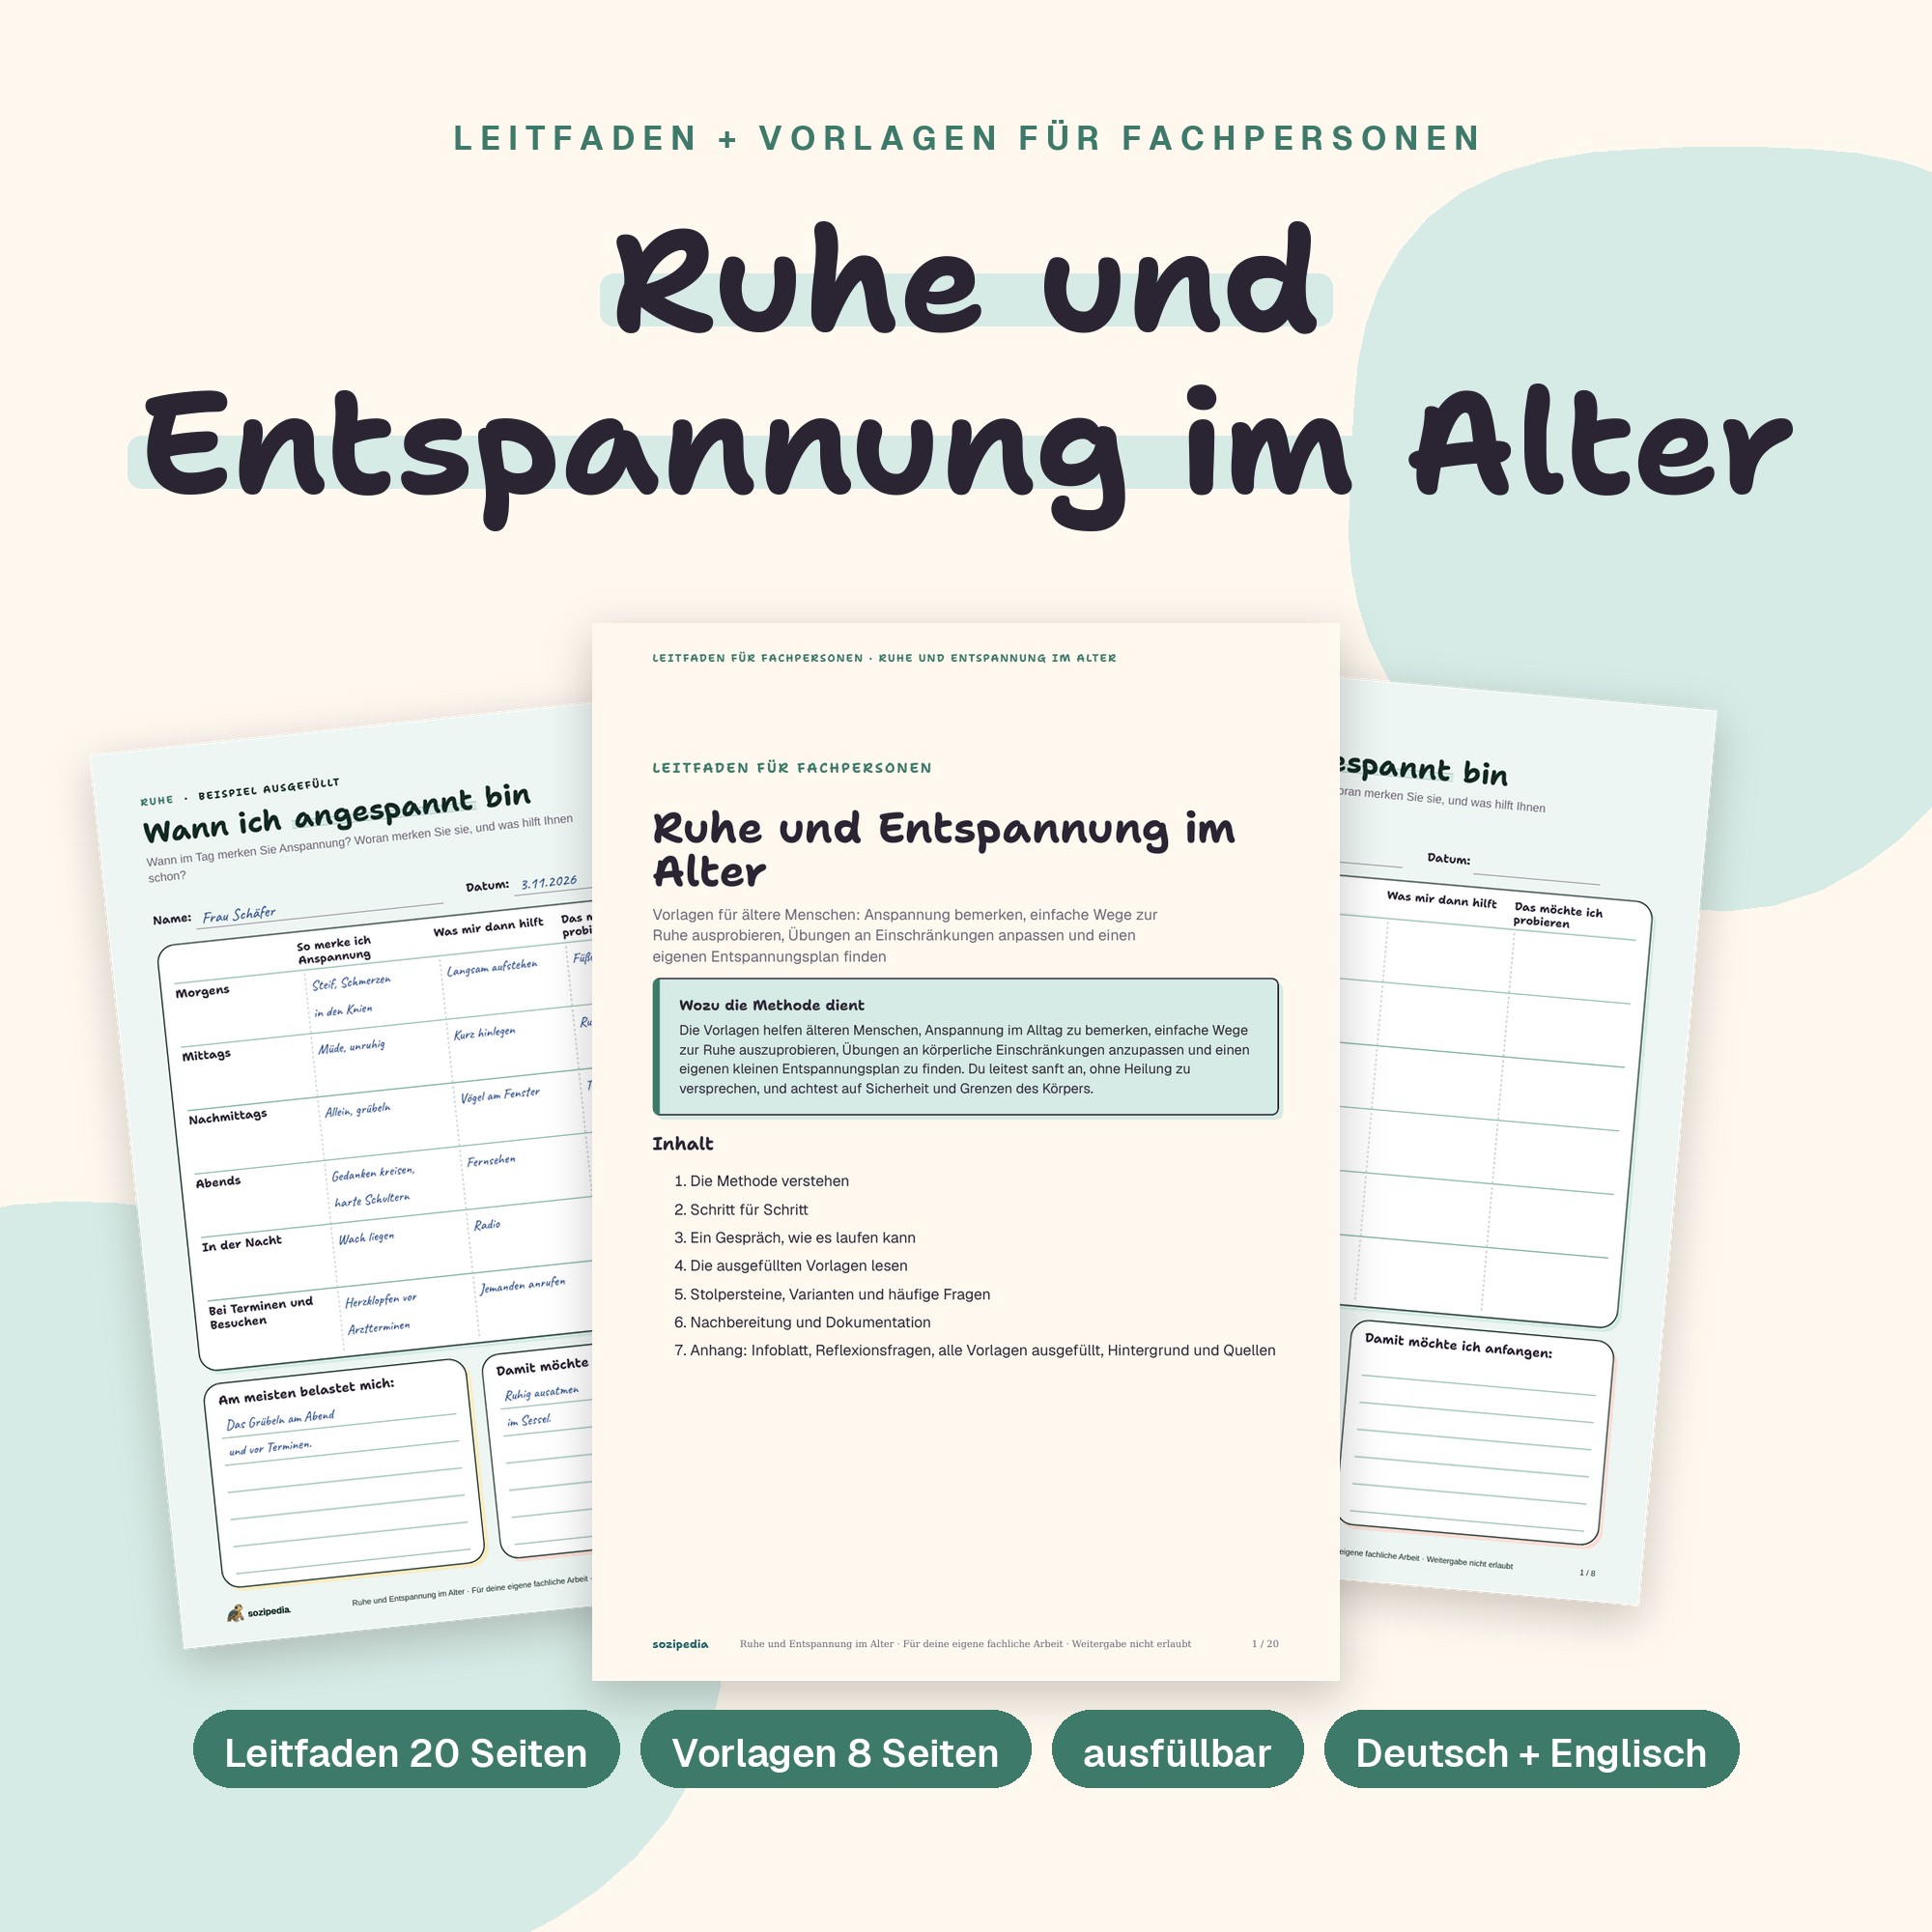 LEITFADEN + VORLAGEN FÜR FACHPERSONEN
Ruhe und
Entspannung im Alter
RUHE · BEISPIEL AUSGEFÜLLT
Wann ich angespannt bin
Wann im Tag merken Sie Anspannung? Woran merken Sie sie, und was hilft Ihnen
schon?
Name: Frau Schäfer
Datum: 3.11.2026
So merke ich
Anspannung
Was mir dann hilft
Morgens
Steif, Schmerzen
in den Knien
Langsam aufstehen
Mittags
Müde, unruhig
Kurz hinlegen
Nachmittags
Allein, grübeln
Vögel am Fenster
Abends
Gedanken kreisen,
harte Schultern
Fernsehen
In der Nacht
Wach liegen
Radio
Bei Terminen und
Besuchen
Herzklopfen vor
Arztterminen
Jemanden anrufen
Am meisten belastet mich:
Das Grübeln am Abend
und vor Terminen.
Damit möchte
Ruhig ausatmen
im Sessel.
sozipedia.
Ruhe und Entspannung im Alter · Für deine eigene fachliche Arbeit ·
LEITFADEN FÜR FACHPERSONEN · RUHE UND ENTSPANNUNG IM ALTER
LEITFADEN FÜR FACHPERSONEN
Ruhe und Entspannung im
Alter
Vorlagen für ältere Menschen: Anspannung bemerken, einfache Wege zur
Ruhe ausprobieren, Übungen an Einschränkungen anpassen und einen
eigenen Entspannungsplan finden
Wozu die Methode dient
Die Vorlagen helfen älteren Menschen, Anspannung im Alltag zu bemerken, einfache Wege
zur Ruhe auszuprobieren, Übungen an körperliche Einschränkungen anzupassen und einen
eigenen kleinen Entspannungsplan zu finden. Du leitest sanft an, ohne Heilung zu
versprechen, und achtest auf Sicherheit und Grenzen des Körpers.
Inhalt
1. Die Methode verstehen
2. Schritt für Schritt
3. Ein Gespräch, wie es laufen kann
4. Die ausgefüllten Vorlagen lesen
5. Stolpersteine, Varianten und häufige Fragen
6. Nachbereitung und Dokumentation
7. Anhang: Infoblatt, Reflexionsfragen, alle Vorlagen ausgefüllt, Hintergrund und Quellen
sozipedia
Ruhe und Entspannung im Alter · Für deine eigene fachliche Arbeit · Weitergabe nicht erlaubt
1 / 20
bin
merken Sie sie, und was hilft Ihnen
Datum:
Was mir dann hilft
Das möchte ich
probieren
Damit möchte ich anfangen:
eigene fachliche Arbeit · Weitergabe nicht erlaubt
1 / 8
Leitfaden 20 Seiten
Vorlagen 8 Seiten
ausfüllbar
Deutsch + Englisch